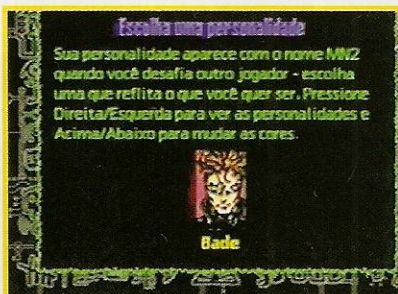 Escolha uma personalidade
Sua personalidade aparece com o nome MN2
quando você desafia outro jogador - escolha
uma que reflita o que você quer ser. Pressione
Direita/Esquerda para ver as personalidades e
Acima/Abaixo para mudar as cores.
Bade